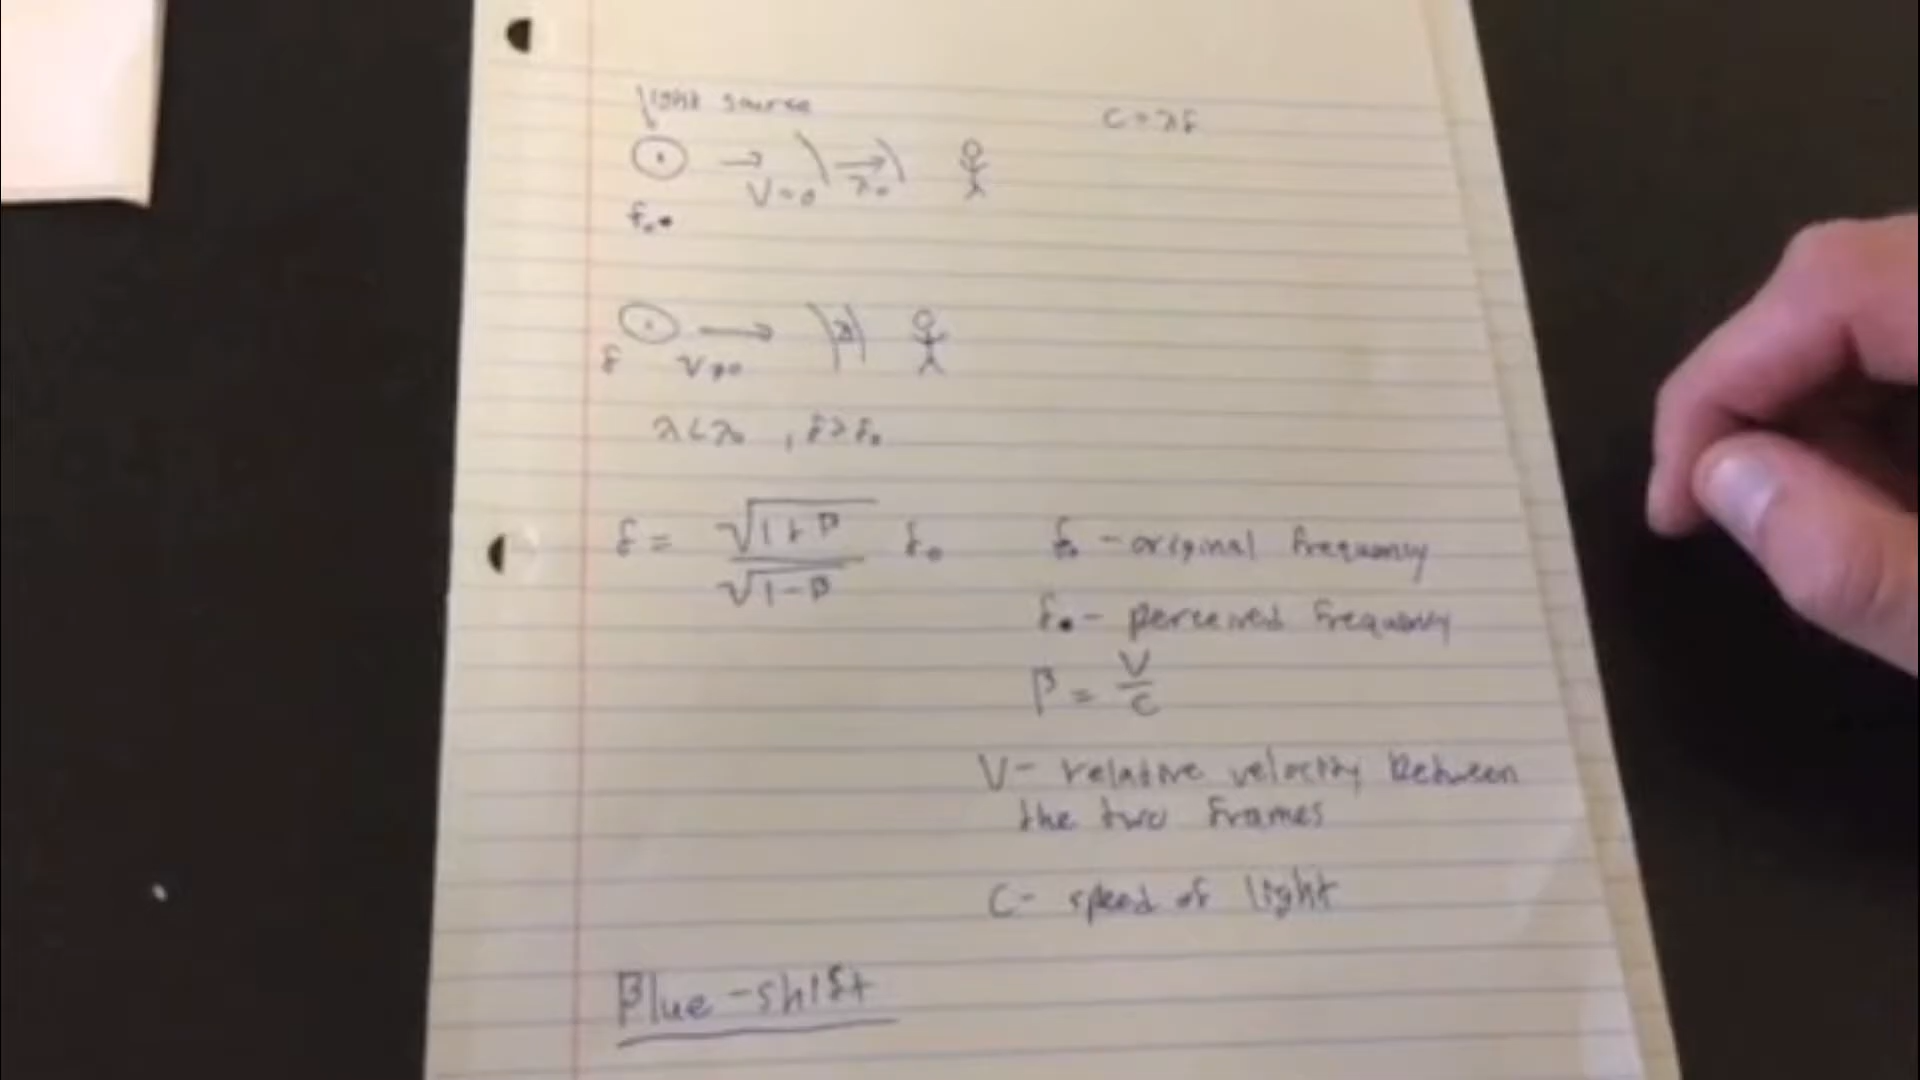 light source
c = λf
V=0 λ₀
f₀
λ
f V≠0
λ<λ₀ , f>f₀
f = √(1+β) / √(1-β) f₀
f₀ - original frequency
f - perceived frequency
β = V/c
V- relative velocity between
the two frames
C- speed of light
Blue-shift